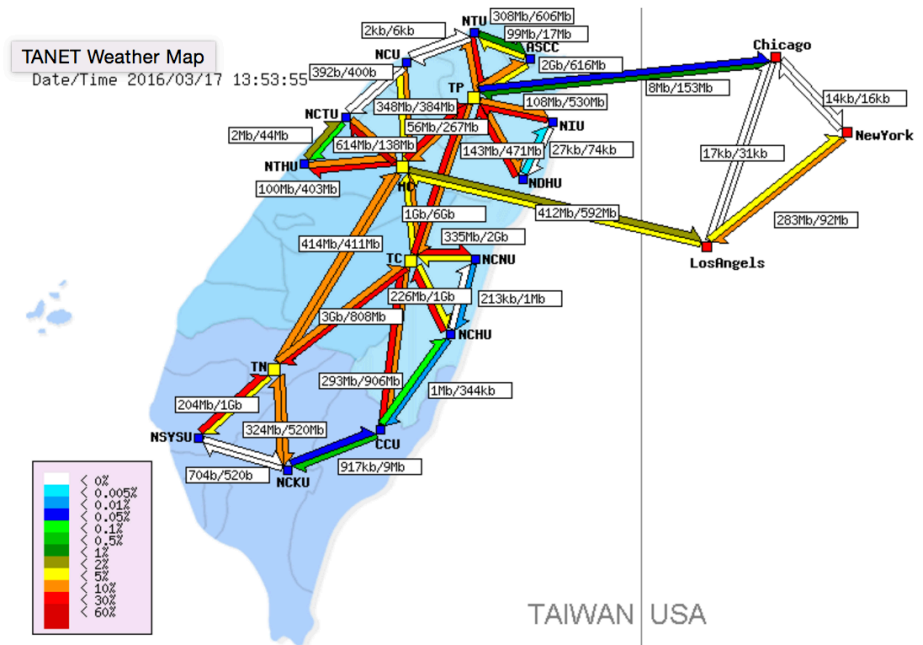 TANET Weather Map
Date/Time 2016/03/17 13:53:55
NTU
308Mb/606Mb
2kb/6kb
99Mb/17Mb
ASCC
NCU
2Gb/616Mb
Chicago
392b/400b
TP
8Mb/153Mb
14kb/16kb
348Mb/384Mb
108Mb/530Mb
NCTU
56Mb/267Mb
NIU
2Mb/44Mb
614Mb/138Mb
143Mb/471Mb
27kb/74kb
17kb/31kb
NewYork
NTHU
100Mb/403Mb
NDHU
1Gb/6Gb
412Mb/592Mb
283Mb/92Mb
414Mb/411Mb
335Mb/2Gb
TC
NCNU
LosAngels
226Mb/1Gb
213kb/1Mb
3Gb/808Mb
NCHU
TN
293Mb/906Mb
1Mb/344kb
204Mb/1Gb
324Mb/520Mb
NSYSU
CCU
704b/520b
917kb/9Mb
NCKU
< 0%
< 0.005%
< 0.01%
< 0.05%
< 0.1%
< 0.5%
< 1%
< 2%
< 5%
< 10%
< 30%
< 60%
TAIWAN USA